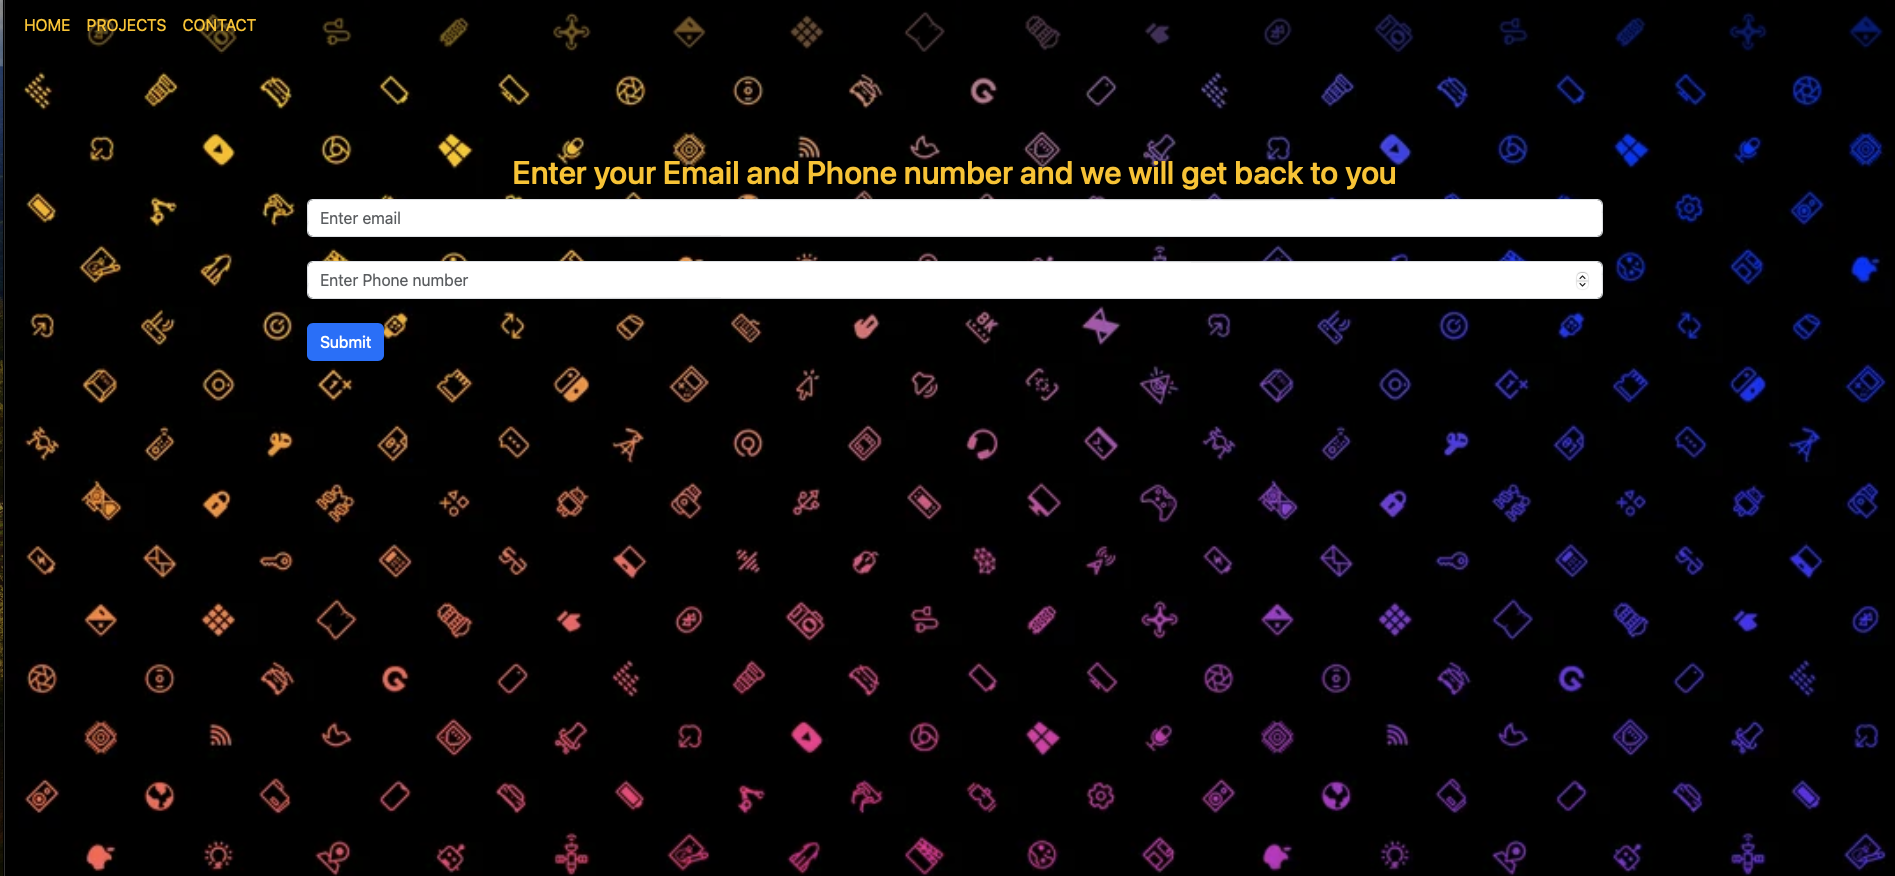 HOME PROJECTS CONTACT
Enter your Email and Phone number and we will get back to you
Enter email
Enter Phone number
Submit
8K